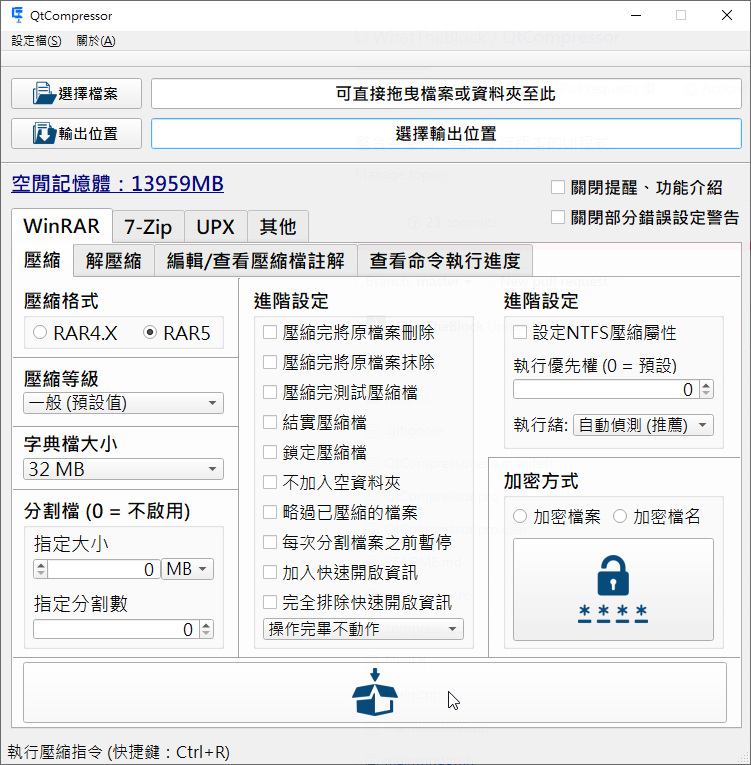 QtCompressor
設定檔(S) 關於(A)
選擇檔案 可直接拖曳檔案或資料夾至此
輸出位置 選擇輸出位置
空閒記憶體：13959MB
關閉提醒、功能介紹
關閉部分錯誤設定警告
WinRAR 7-Zip UPX 其他
壓縮 解壓縮 編輯/查看壓縮檔註解 查看命令執行進度
壓縮格式
RAR4.X RAR5
壓縮等級
一般 (預設值)
字典檔大小
32 MB
分割檔 (0 = 不啟用)
指定大小
0 MB
指定分割數
0
進階設定
壓縮完將原檔案刪除
壓縮完將原檔案抹除
壓縮完測試壓縮檔
結實壓縮檔
鎖定壓縮檔
不加入空資料夾
略過已壓縮的檔案
每次分割檔案之前暫停
加入快速開啟資訊
完全排除快速開啟資訊
操作完畢不動作
進階設定
設定NTFS壓縮屬性
執行優先權 (0 = 預設)
0
執行緒: 自動偵測 (推薦)
加密方式
加密檔案 加密檔名
****
執行壓縮指令 (快捷鍵：Ctrl+R)